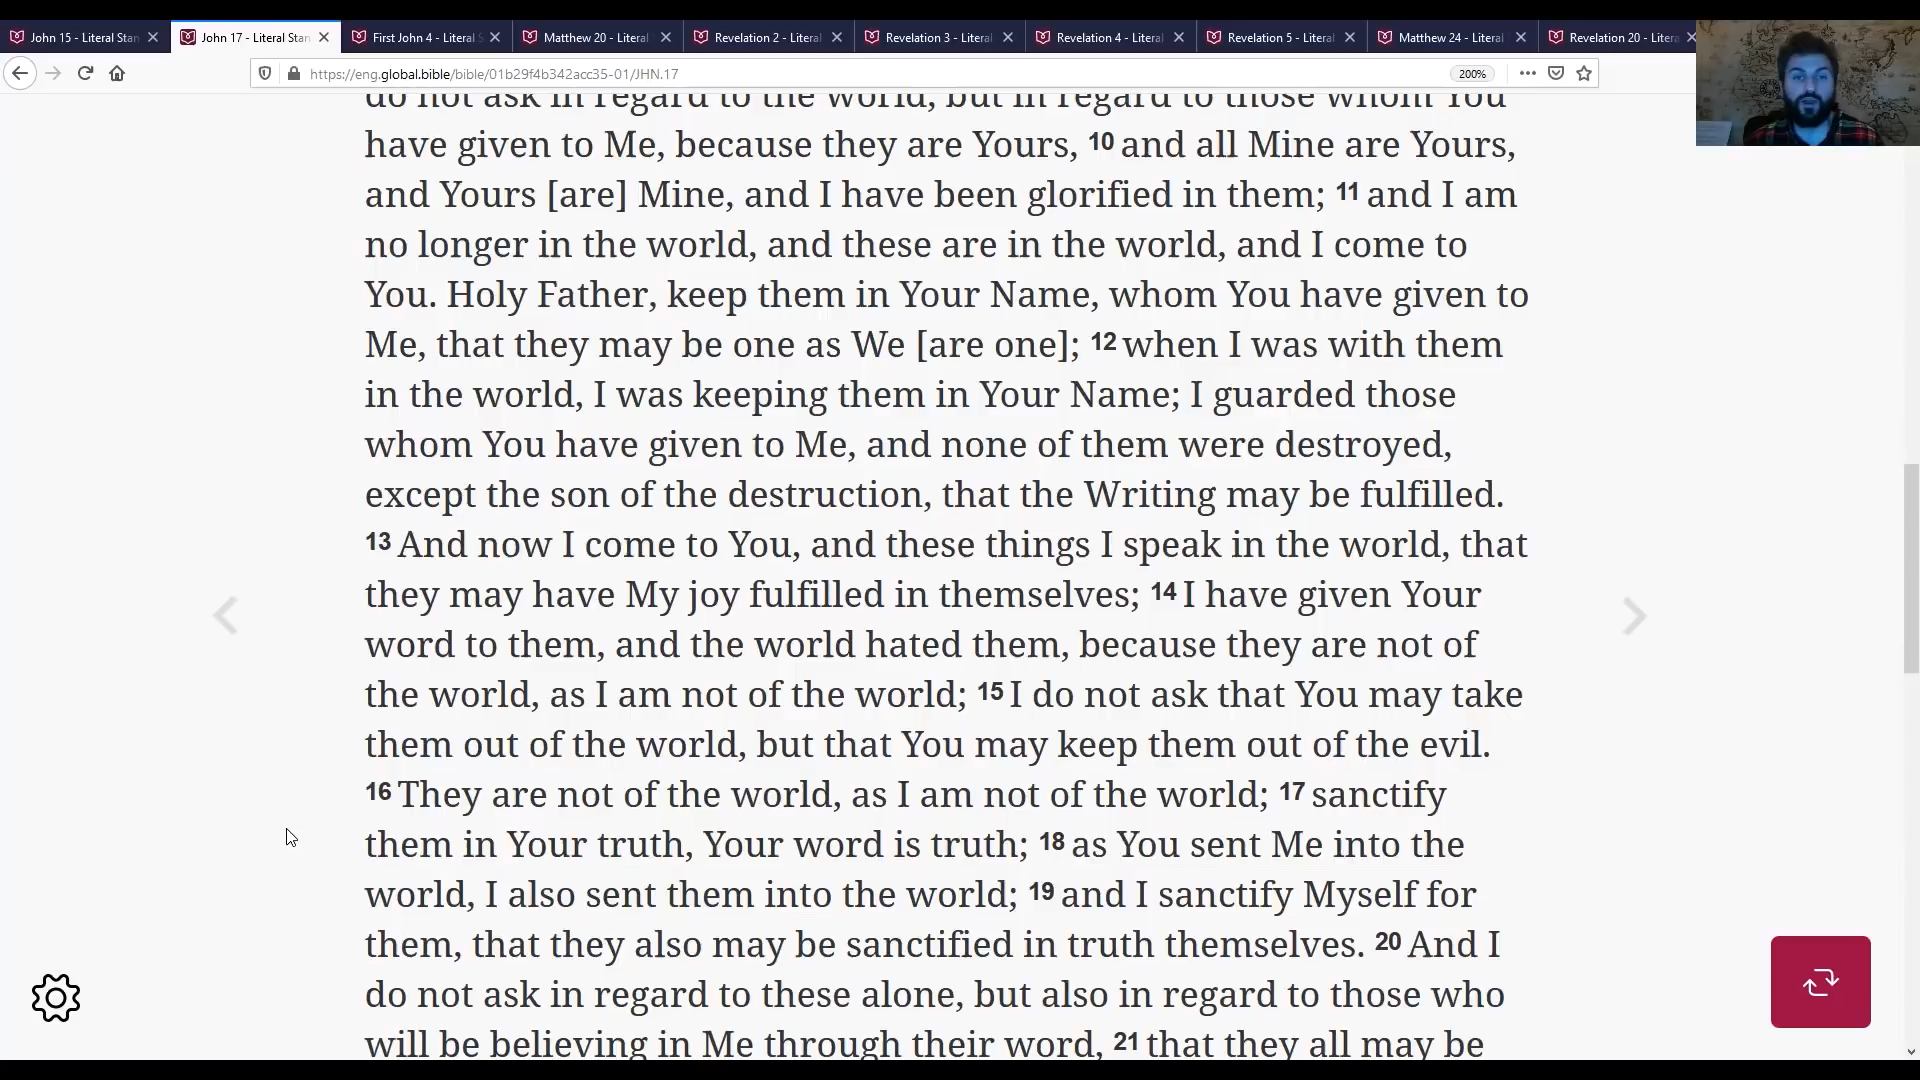 John 15 - Literal Stan
John 17 - Literal Stan
First John 4 - Literal S
Matthew 20 - Literal
Revelation 2 - Literal
Revelation 3 - Literal
Revelation 4 - Literal
Revelation 5 - Literal
Matthew 24 - Literal
Revelation 20 - Litera
https://eng.global.bible/bible/01b29f4b342acc35-01/JHN.17
200%
do not ask in regard to the world, but in regard to those whom You
have given to Me, because they are Yours, 10 and all Mine are Yours,
and Yours [are] Mine, and I have been glorified in them; 11 and I am
no longer in the world, and these are in the world, and I come to
You. Holy Father, keep them in Your Name, whom You have given to
Me, that they may be one as We [are one]; 12 when I was with them
in the world, I was keeping them in Your Name; I guarded those
whom You have given to Me, and none of them were destroyed,
except the son of the destruction, that the Writing may be fulfilled.
13 And now I come to You, and these things I speak in the world, that
they may have My joy fulfilled in themselves; 14 I have given Your
word to them, and the world hated them, because they are not of
the world, as I am not of the world; 15 I do not ask that You may take
them out of the world, but that You may keep them out of the evil.
16 They are not of the world, as I am not of the world; 17 sanctify
them in Your truth, Your word is truth; 18 as You sent Me into the
world, I also sent them into the world; 19 and I sanctify Myself for
them, that they also may be sanctified in truth themselves. 20 And I
do not ask in regard to these alone, but also in regard to those who
will be believing in Me through their word, 21 that they all may be